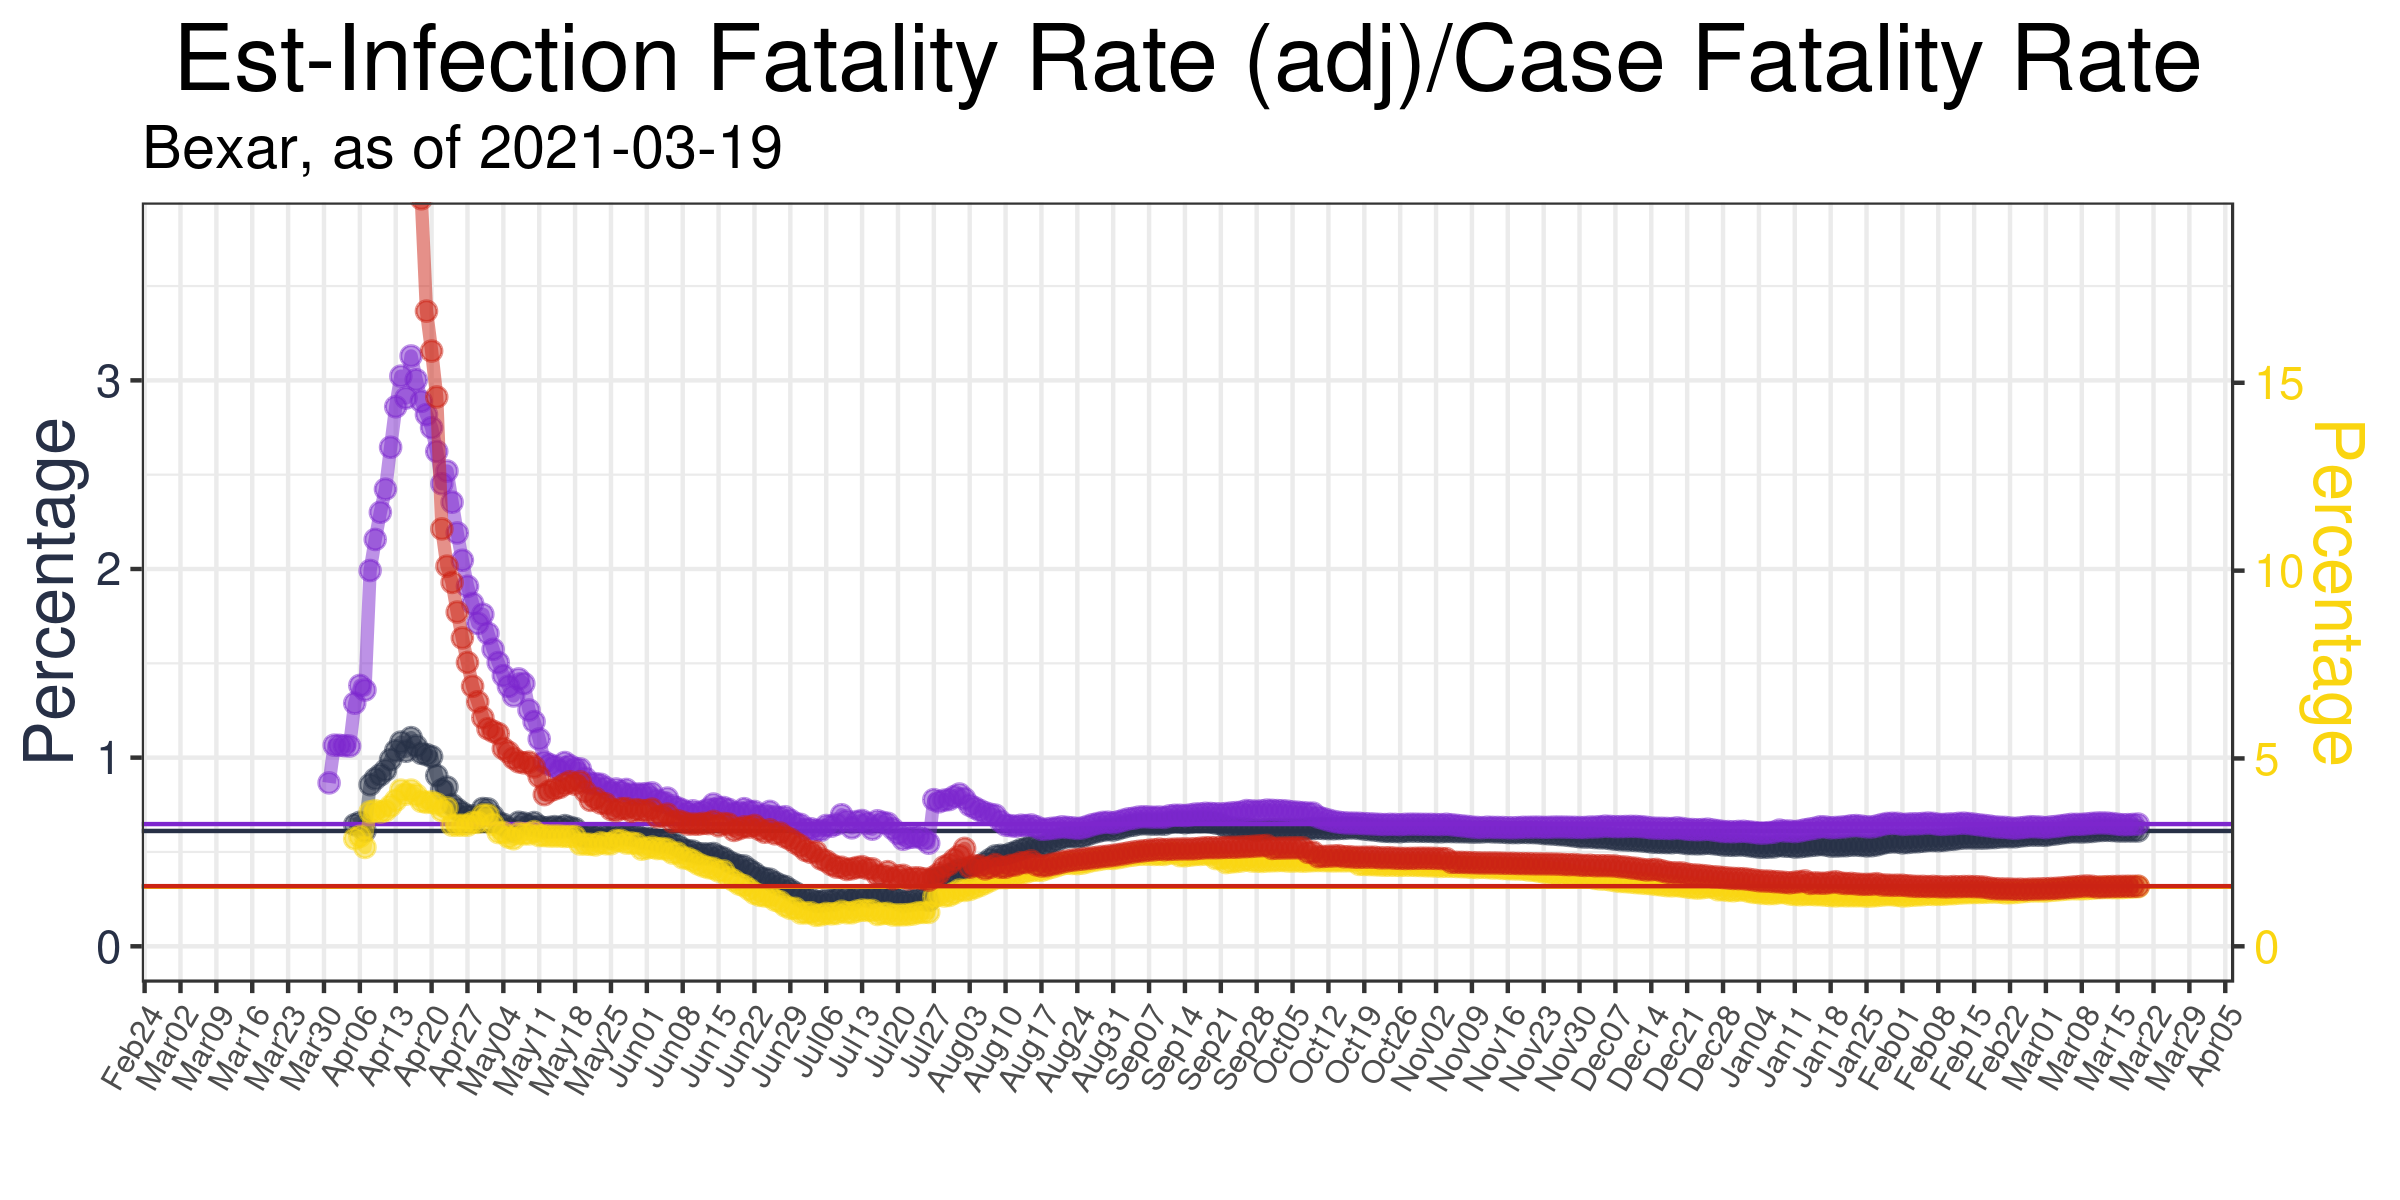 Est-Infection Fatality Rate (adj)/Case Fatality Rate
Bexar, as of 2021-03-19
Percentage
3
2
1
0
15
10
5
0
Percentage
Feb24
Mar02
Mar09
Mar16
Mar23
Mar30
Apr06
Apr13
Apr20
Apr27
May04
May11
May18
May25
Jun01
Jun08
Jun15
Jun22
Jun29
Jul06
Jul13
Jul20
Jul27
Aug03
Aug10
Aug17
Aug24
Aug31
Sep07
Sep14
Sep21
Sep28
Oct05
Oct12
Oct19
Oct26
Nov02
Nov09
Nov16
Nov23
Nov30
Dec07
Dec14
Dec21
Dec28
Jan04
Jan11
Jan18
Jan25
Feb01
Feb08
Feb15
Feb22
Mar01
Mar08
Mar15
Mar22
Mar29
Apr05